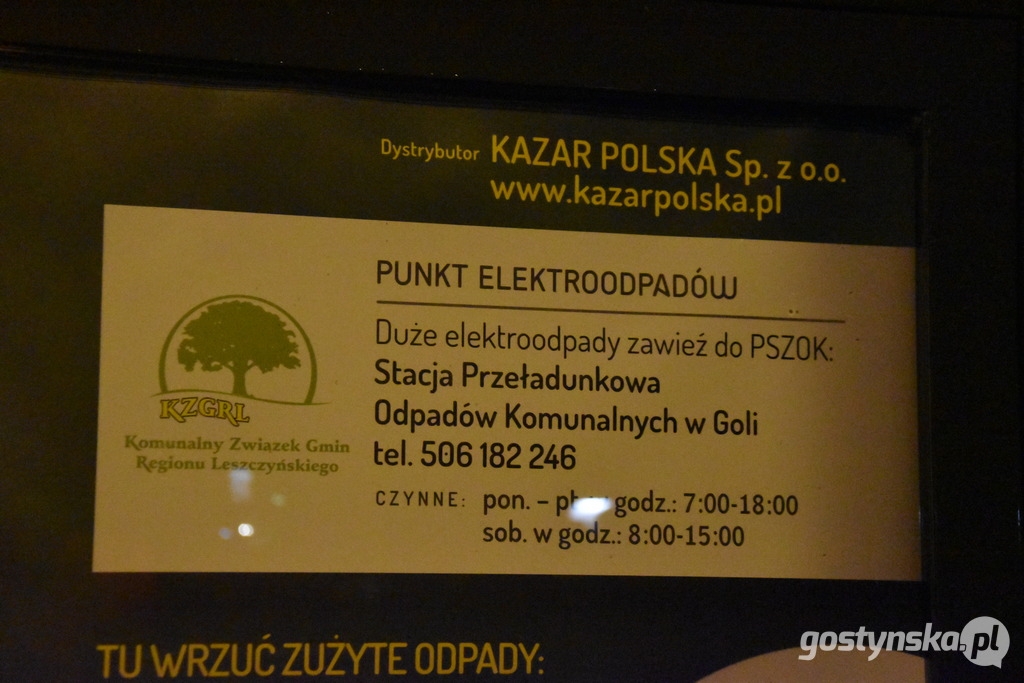 Dystrybutor KAZAR POLSKA Sp. z o.o.
www.kazarpolska.pl
PUNKT ELEKTROODPADÓW
Duże elektroodpady zawieź do PSZOK:
Stacja Przeładunkowa
Odpadów Komunalnych w Goli
tel. 506 182 246
CZYNNE: pon. – godz.: 7:00-18:00
sob. w godz.: 8:00-15:00
KZGRL
Komunalny Związek Gmin
Regionu Leszczyńskiego
TU WRZUĆ ZUŻYTE ODPADY:
gostynska.pl